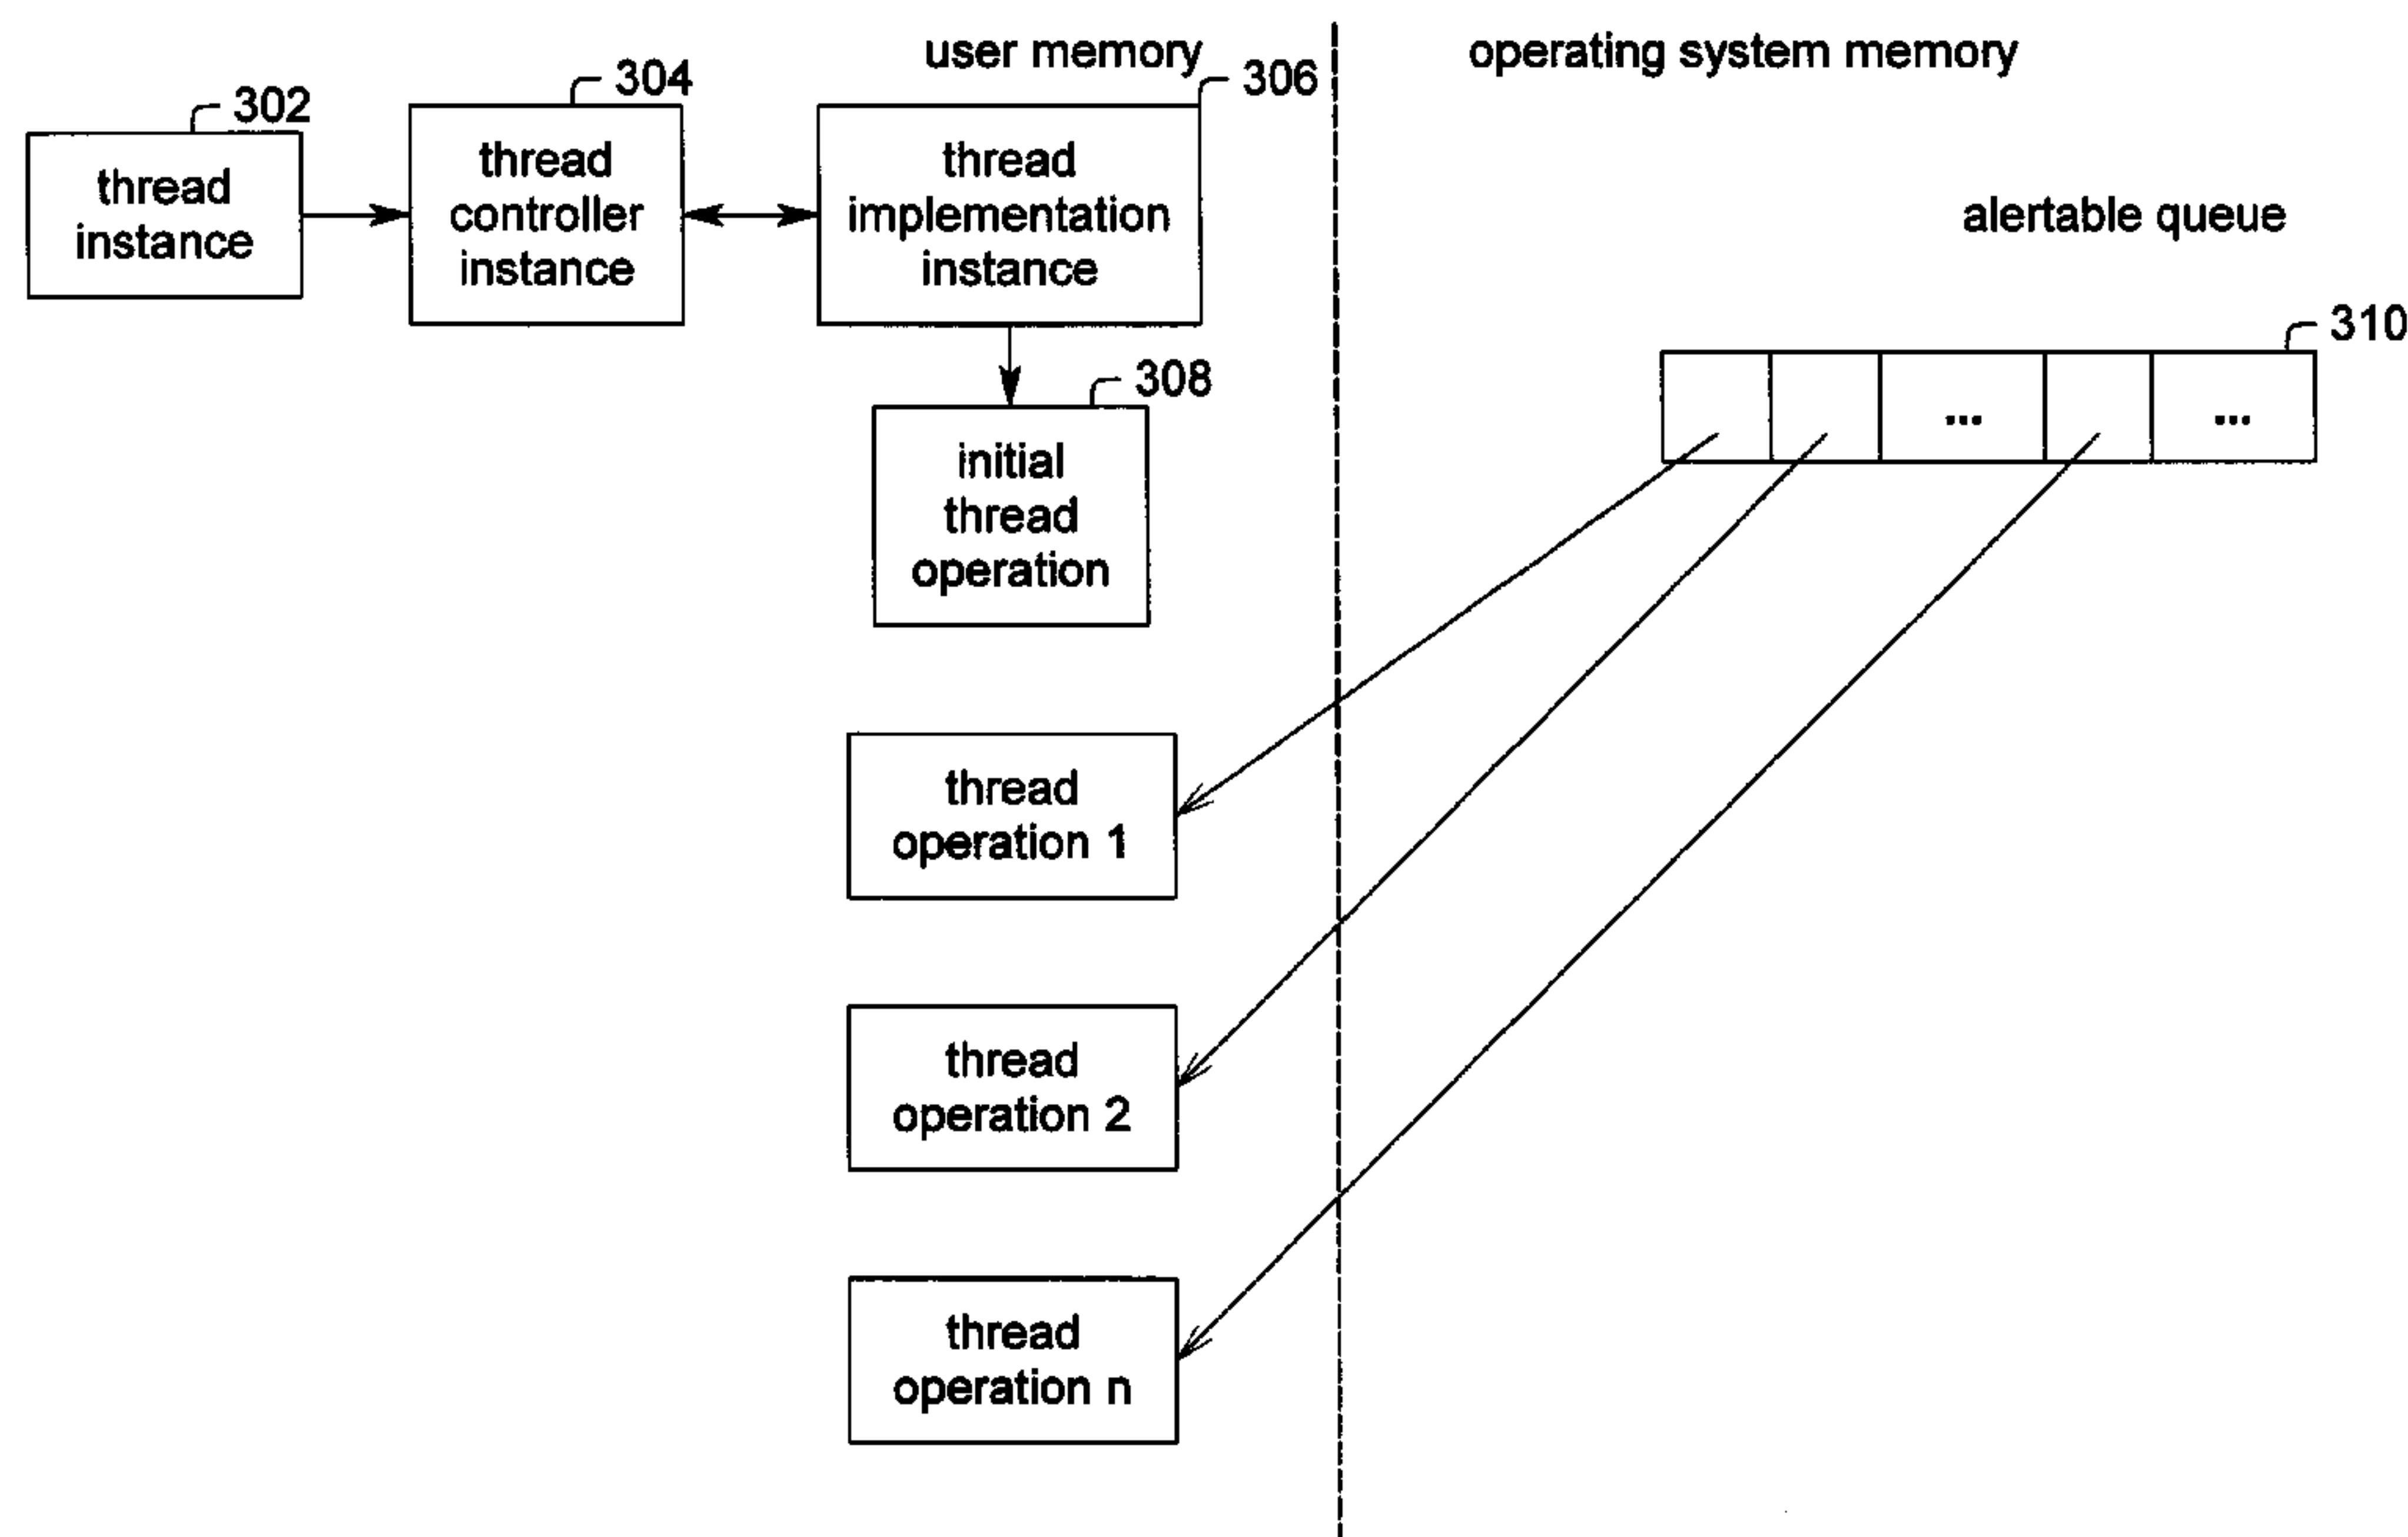 user memory
operating system memory
302
304
306
thread
instance
thread
controller
instance
thread
implementation
instance
alertable queue
310
...
...
308
initial
thread
operation
thread
operation 1
thread
operation 2
thread
operation n